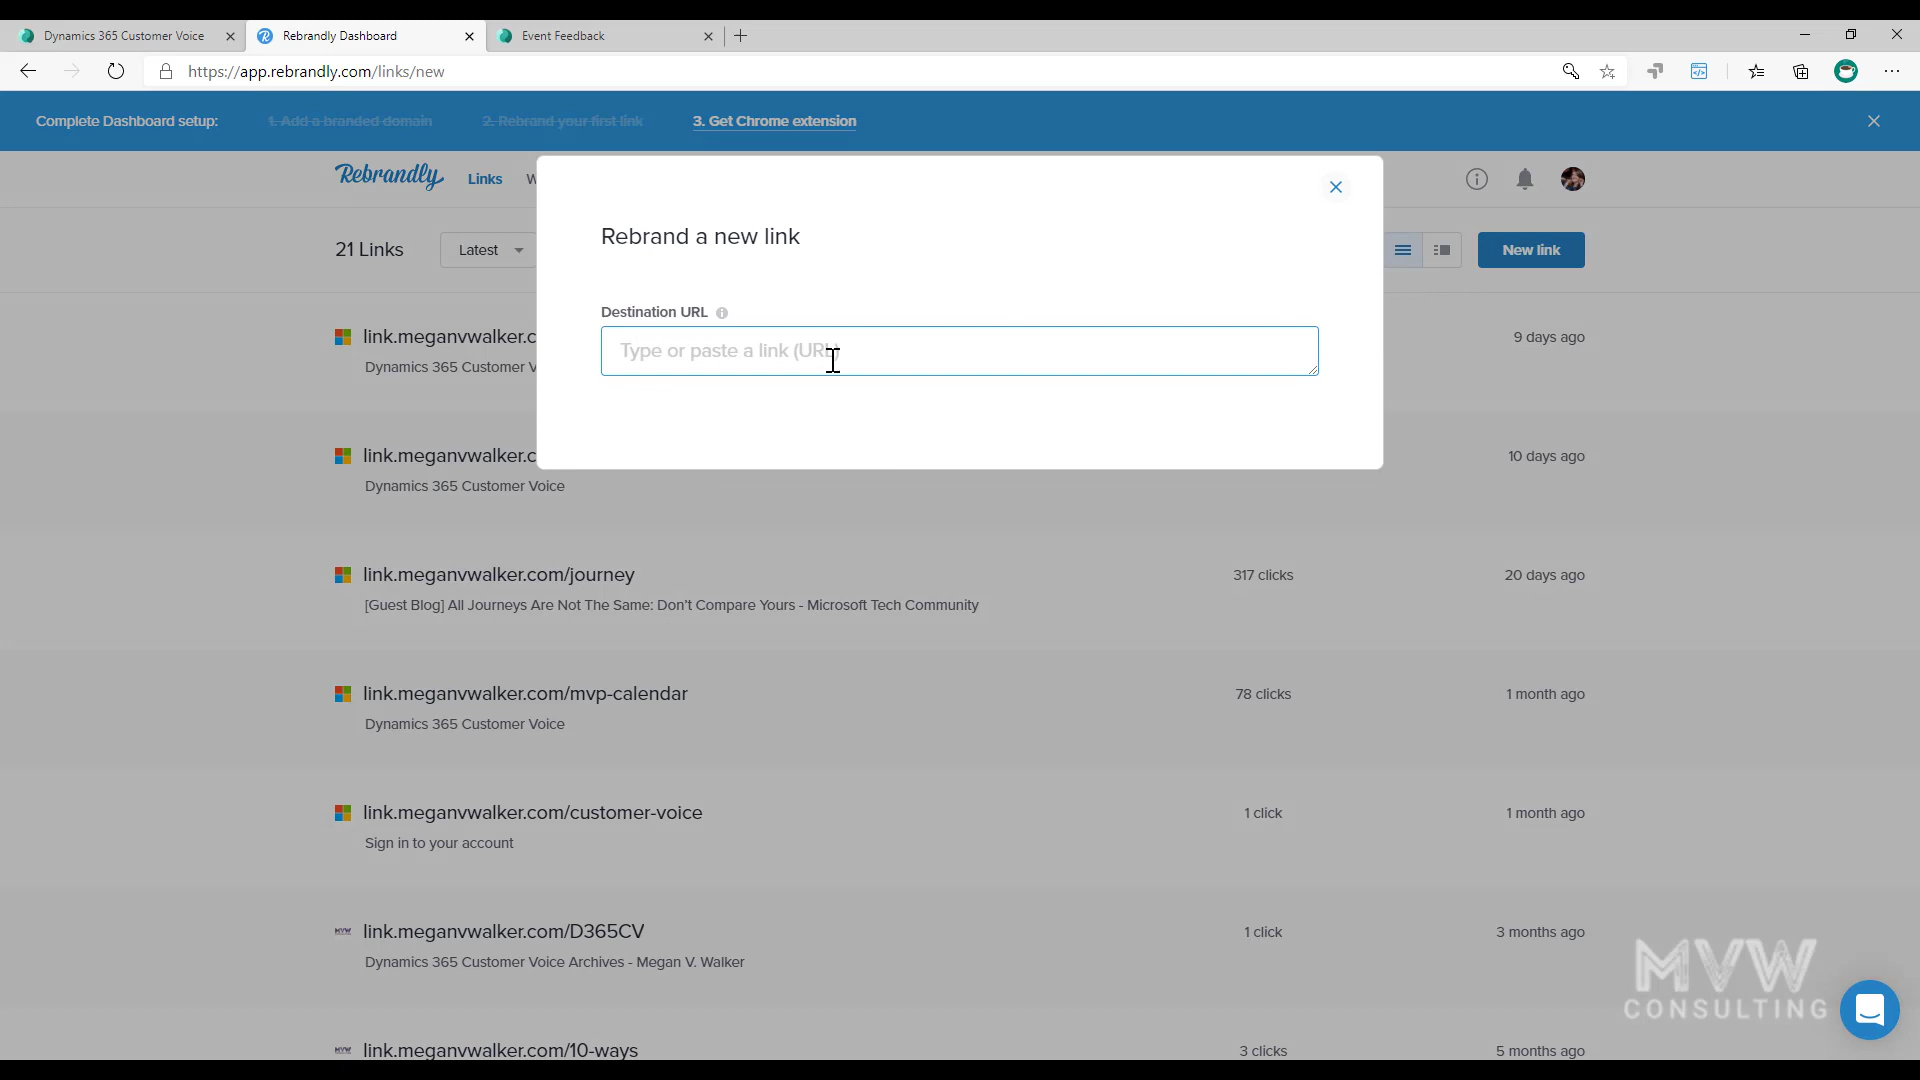 Dynamics 365 Customer Voice
Rebrandly Dashboard
Event Feedback
https://app.rebrandly.com/links/new
Complete Dashboard setup:
1. Add a branded domain
2. Rebrand your first link
3. Get Chrome extension
Rebrandly
Links
W
21 Links
Latest
New link
Rebrand a new link
Destination URL
Type or paste a link (URL)
link.meganvwalker.c
9 days ago
Dynamics 365 Customer V
link.meganvwalker.c
10 days ago
Dynamics 365 Customer Voice
link.meganvwalker.com/journey
317 clicks
20 days ago
[Guest Blog] All Journeys Are Not The Same: Don't Compare Yours - Microsoft Tech Community
link.meganvwalker.com/mvp-calendar
78 clicks
1 month ago
Dynamics 365 Customer Voice
link.meganvwalker.com/customer-voice
1 click
1 month ago
Sign in to your account
link.meganvwalker.com/D365CV
1 click
3 months ago
Dynamics 365 Customer Voice Archives - Megan V. Walker
link.meganvwalker.com/10-ways
3 clicks
5 months ago
MVW
CONSULTING